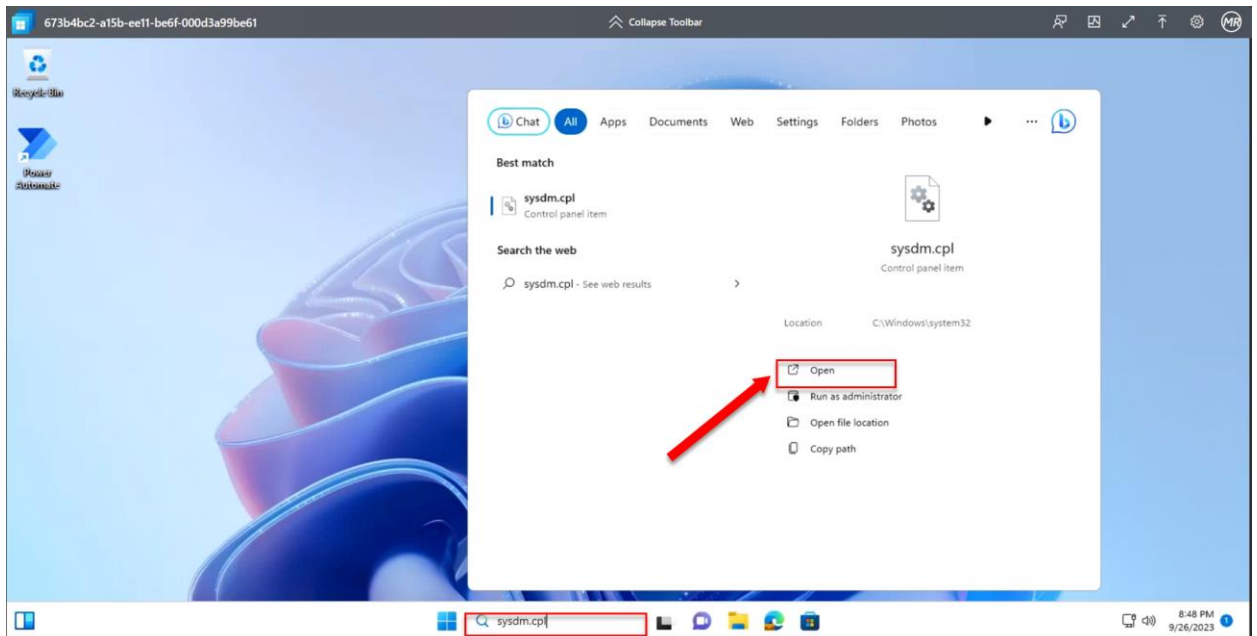 673b4bc2-a15b-ee11-be6f-000d3a99be61
Collapse Toolbar
MR
Recycle Bin
Power
Automate
Chat
All
Apps
Documents
Web
Settings
Folders
Photos
...
Best match
sysdm.cpl
Control panel item
Search the web
sysdm.cpl - See web results
sysdm.cpl
Control panel item
Location C:\Windows\system32
Open
Run as administrator
Open file location
Copy path
sysdm.cpl
8:48 PM
9/26/2023
1